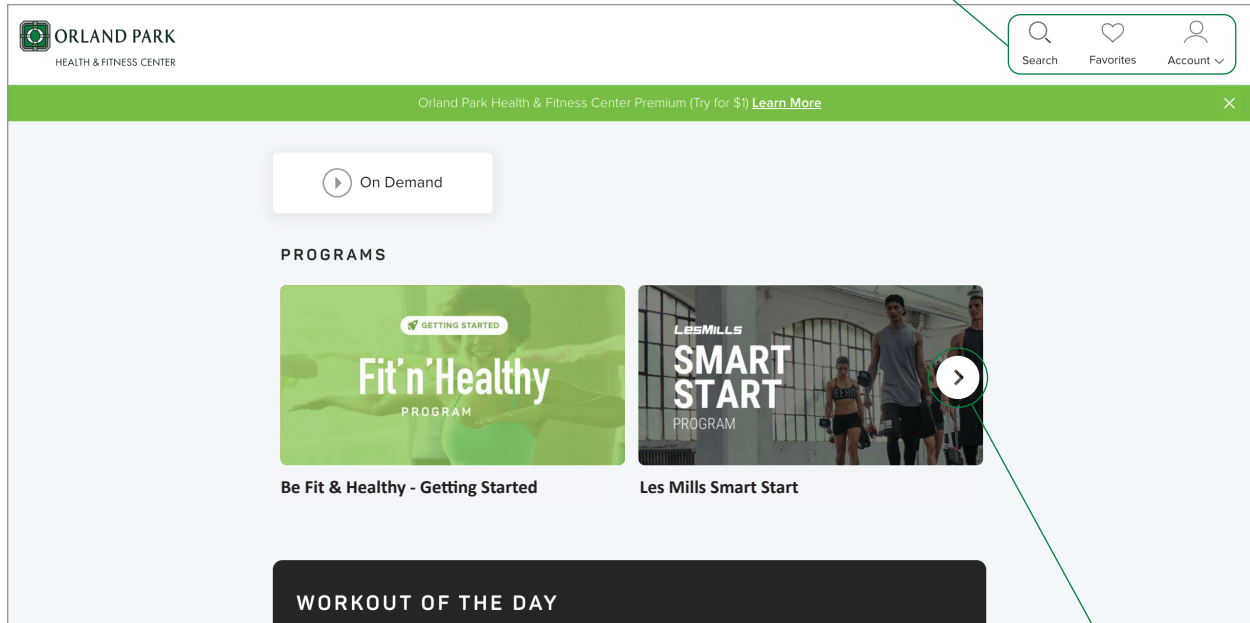 ORLAND PARK
HEALTH & FITNESS CENTER
Search
Favorites
Account
Orland Park Health & Fitness Center Premium (Try for $1) Learn More
On Demand
PROGRAMS
GETTING STARTED
Fit'n'Healthy
PROGRAM
LesMILLS
SMART
START
PROGRAM
Be Fit & Healthy - Getting Started
Les Mills Smart Start
WORKOUT OF THE DAY